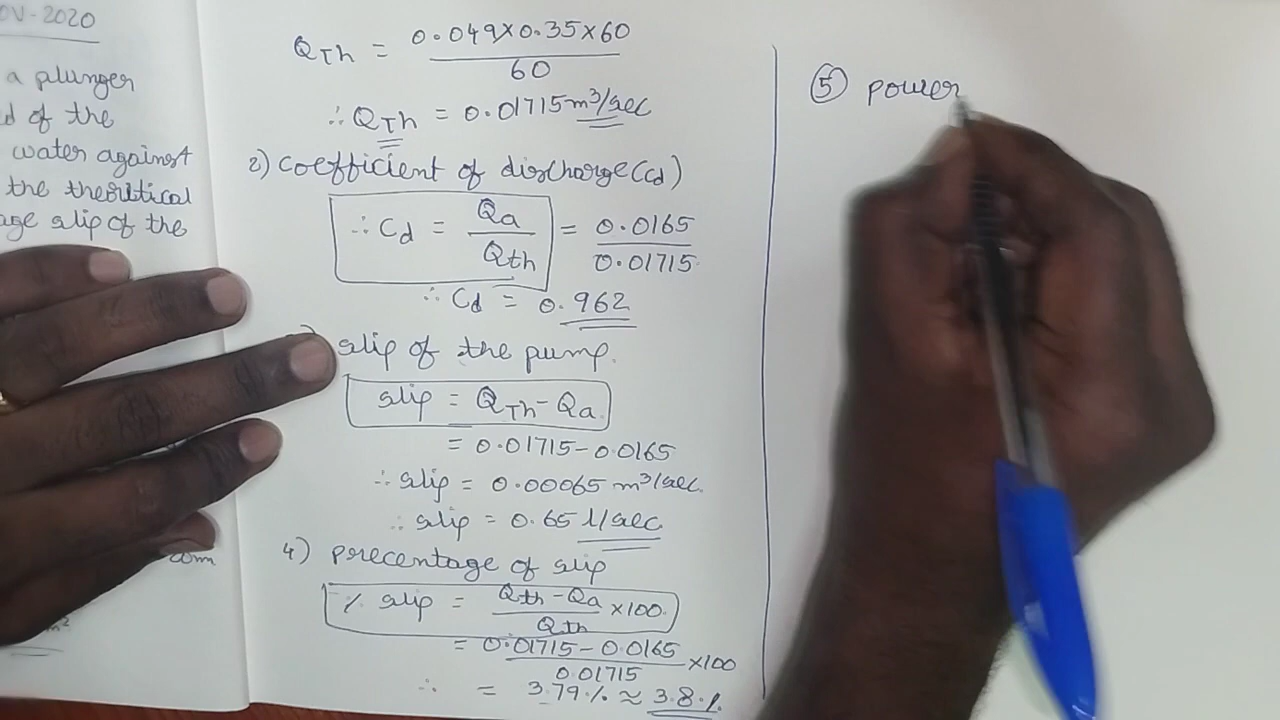 OV-2020
a plunger
d of the
water against
the theoritical
age slip of the
QTh = 0.049×0.35×60
60
∴ QTh = 0.01715 m³/sec
2) coefficient of discharge (Cd)
∴ Cd = Qa / Qth = 0.0165 / 0.01715
∴ Cd = 0.962
slip of the pump.
slip = QTh - Qa.
= 0.01715 - 0.0165
∴ slip = 0.00065 m³/sec.
∴ slip = 0.65 l/sec
4) precentage of slip
% slip = Qth - Qa / Qth ×100.
= 0.01715 - 0.0165 / 0.01715 ×100
∴ = 3.79.% ≈ 3.8.%
5 power